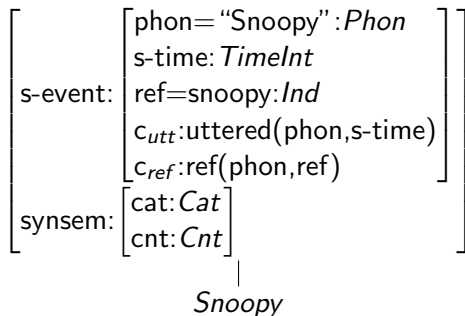 phon=“Snoopy”:Phon
s-time:TimeInt
s-event: ref=snoopy:Ind
c_utt:uttered(phon,s-time)
c_ref:ref(phon,ref)
synsem: cat:Cat
cnt:Cnt
Snoopy